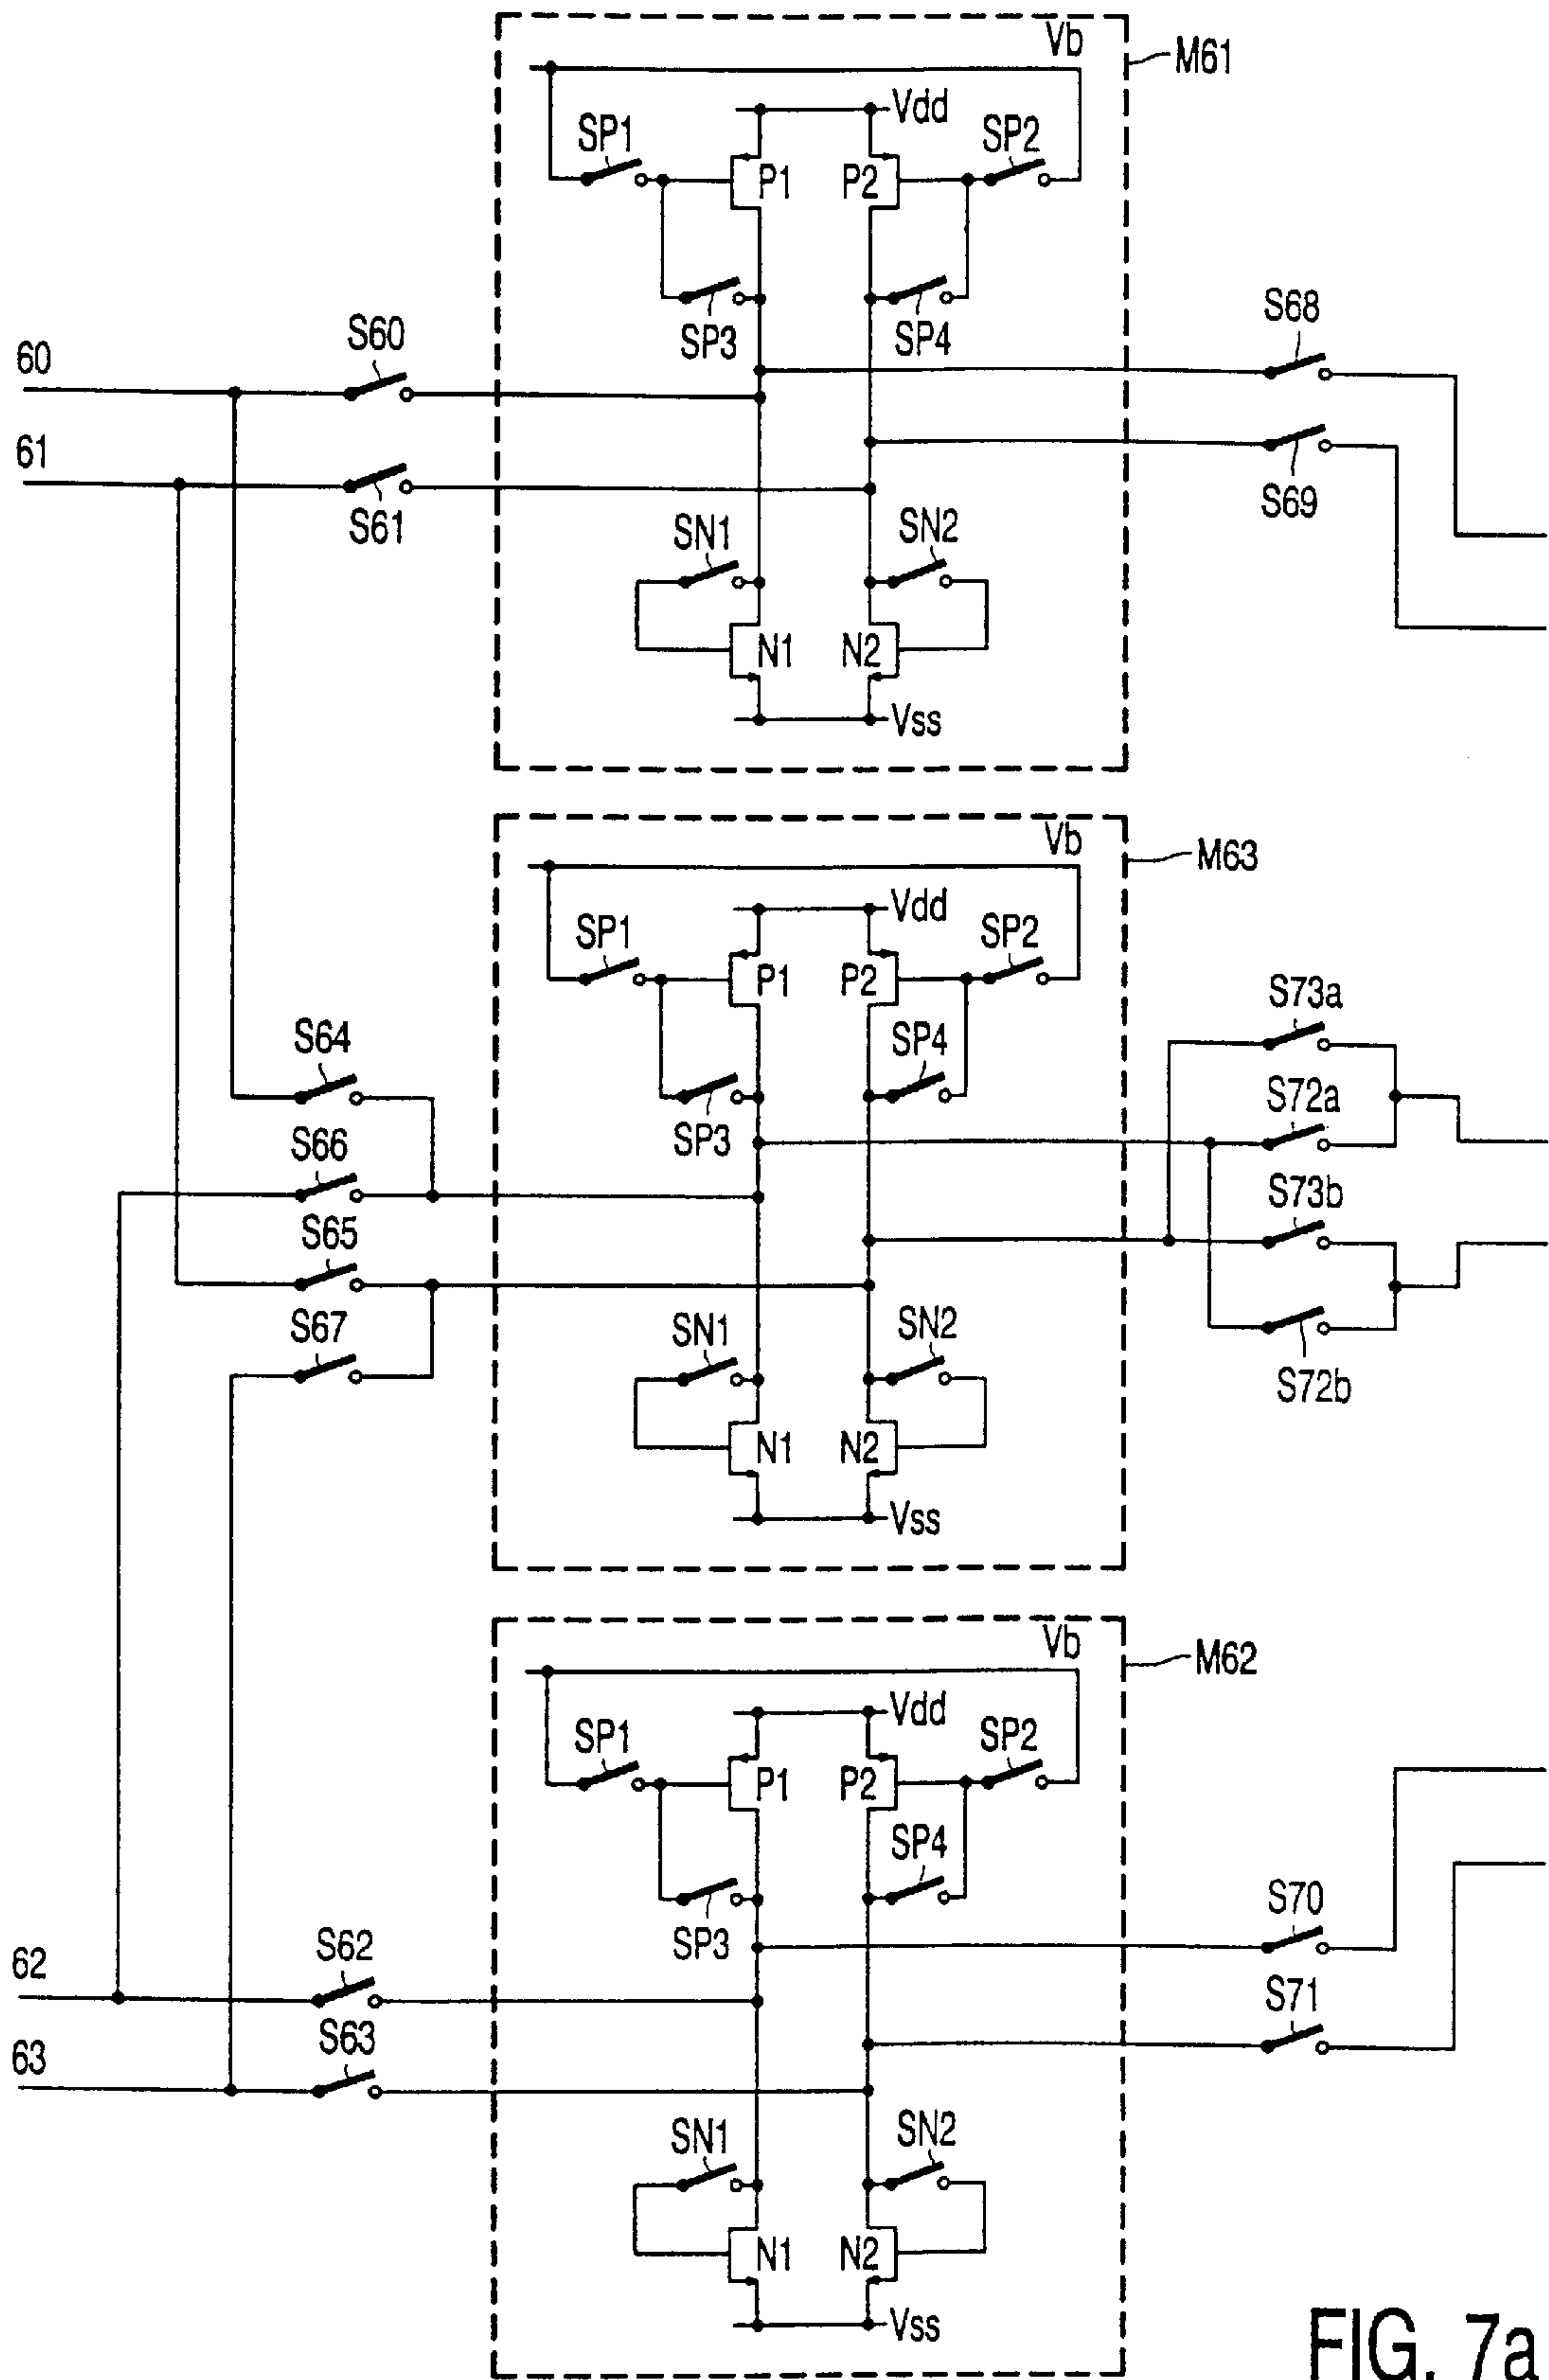 Vb
M61
Vdd
SP1
SP2
P1
P2
SP3
SP4
S68
60
S60
61
S61
S69
SN1
SN2
N1
N2
Vss
Vb
M63
Vdd
SP1
SP2
P1
P2
S73a
S64
SP4
S72a
SP3
S66
S73b
S65
S67
SN1
SN2
S72b
N1
N2
Vss
Vb
M62
Vdd
SP1
SP2
P1
P2
SP4
SP3
S70
62
S62
S71
63
S63
SN1
SN2
N1
N2
Vss
FIG. 7a